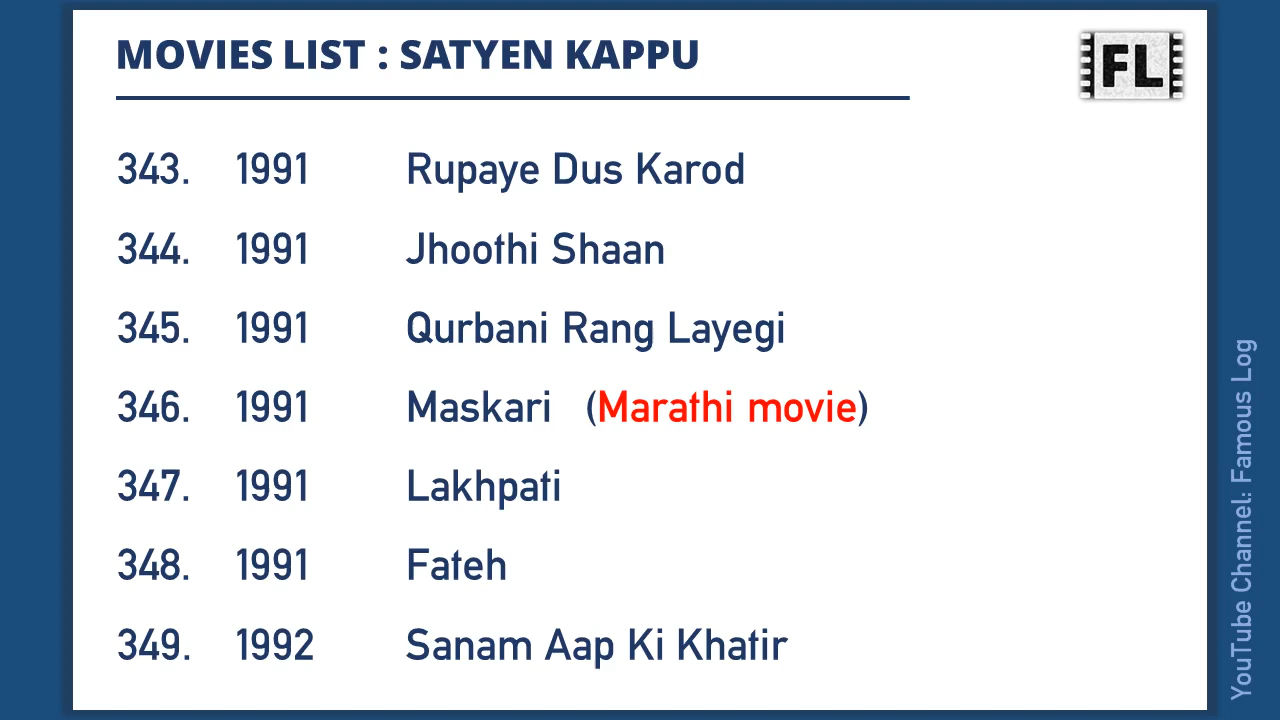 MOVIES LIST : SATYEN KAPPU
FL
343. 1991 Rupaye Dus Karod
344. 1991 Jhoothi Shaan
345. 1991 Qurbani Rang Layegi
346. 1991 Maskari (Marathi movie)
347. 1991 Lakhpati
348. 1991 Fateh
349. 1992 Sanam Aap Ki Khatir
YouTube Channel: Famous Log